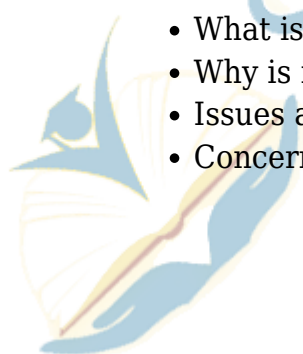 • What is
• Why is
• Issues
• Concern